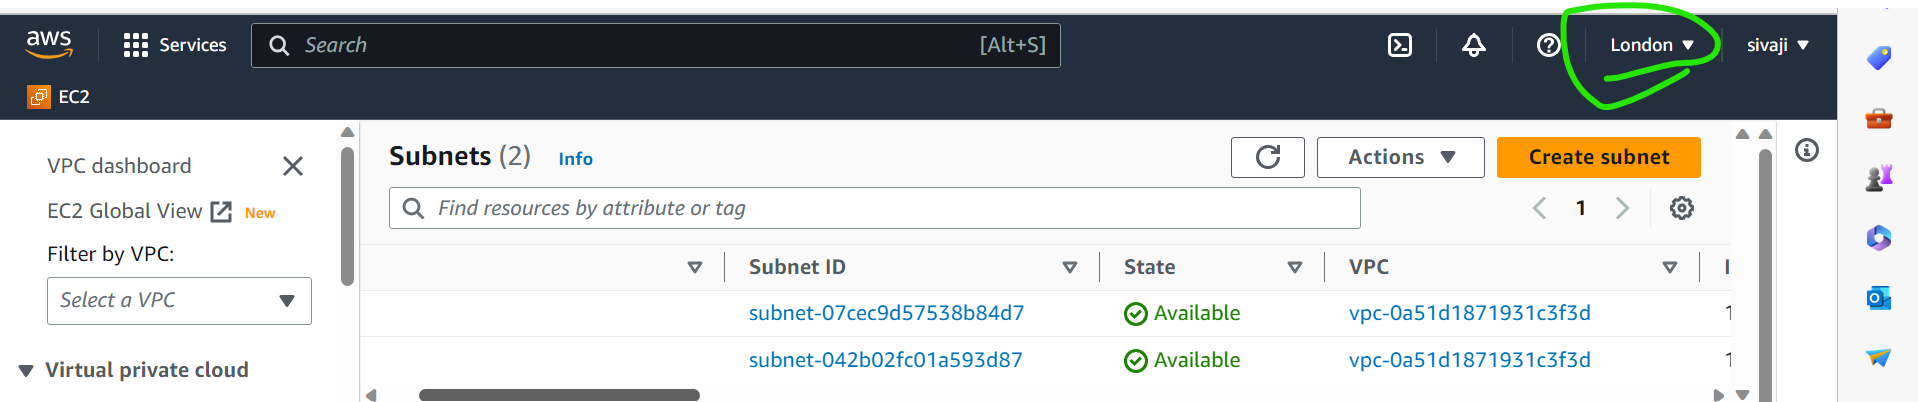 aws Services Search [Alt+S] London sivaji
EC2
VPC dashboard
EC2 Global View New
Filter by VPC:
Select a VPC
Virtual private cloud
Subnets (2) Info Actions Create subnet
Find resources by attribute or tag 1
Subnet ID State VPC
subnet-07cec9d57538b84d7 Available vpc-0a51d1871931c3f3d
subnet-042b02fc01a593d87 Available vpc-0a51d1871931c3f3d